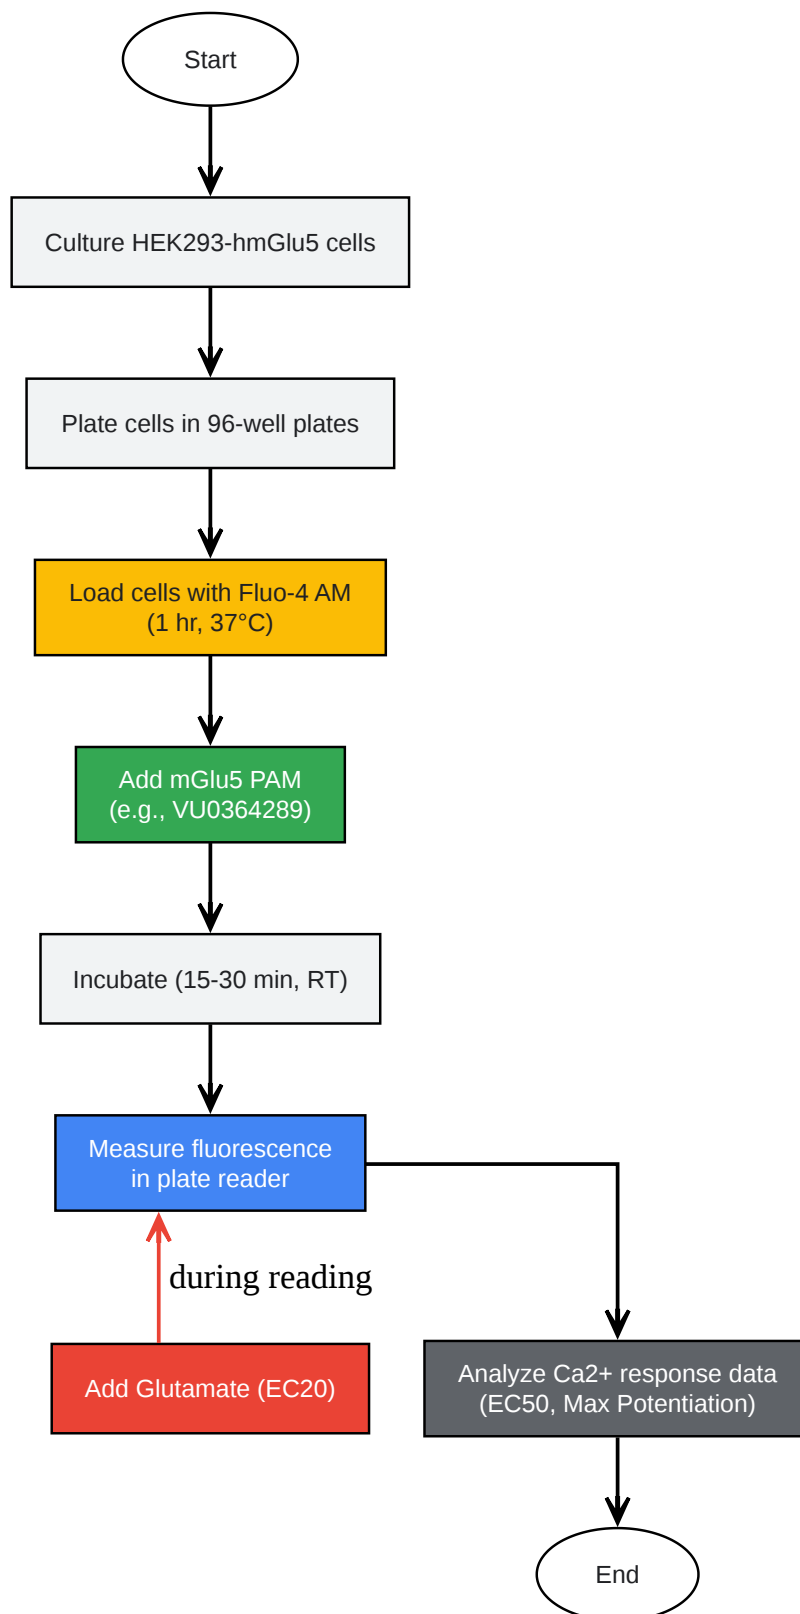 Start
Culture HEK293-hmGlu5 cells
Plate cells in 96-well plates
Load cells with Fluo-4 AM
(1 hr, 37°C)
Add mGlu5 PAM
(e.g., VU0364289)
Incubate (15-30 min, RT)
Measure fluorescence
in plate reader
during reading
Add Glutamate (EC20)
Analyze Ca2+ response data
(EC50, Max Potentiation)
End